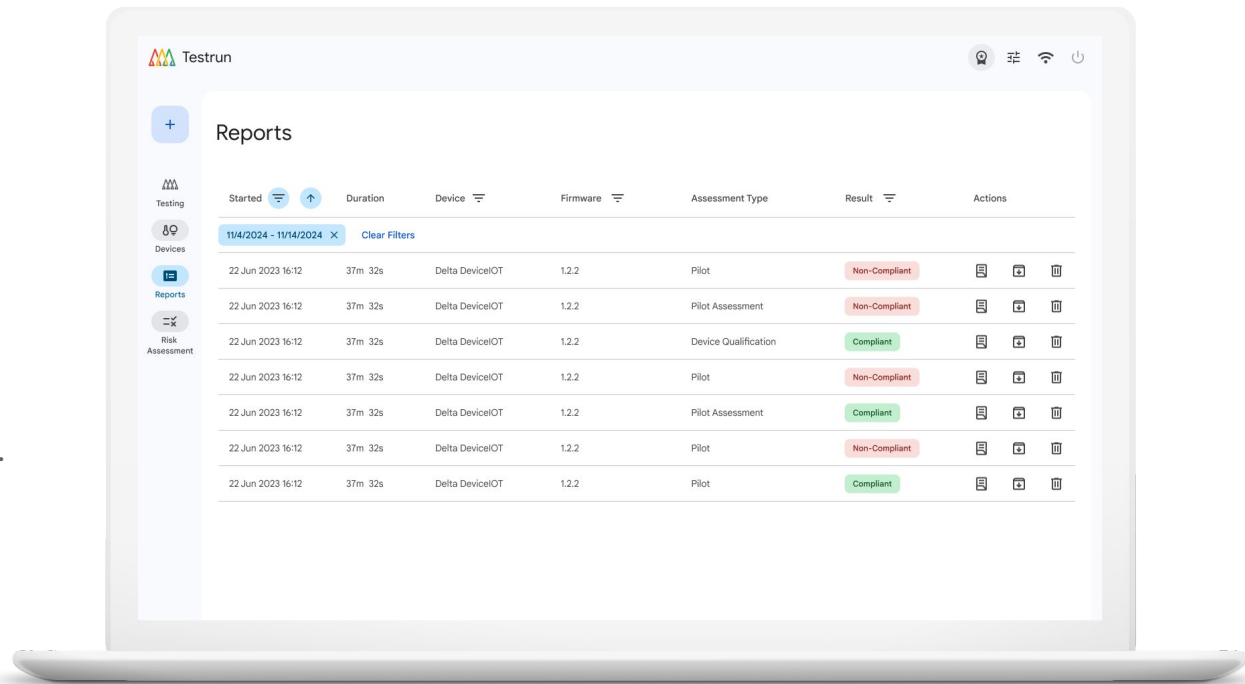 Testrun
+
Reports
Testing
Devices
Reports
Risk
Assessment
Started Duration Device Firmware Assessment Type Result Actions
11/4/2024 - 11/14/2024 × Clear Filters
22 Jun 2023 16:12 37m 32s Delta DeviceIOT 1.2.2 Pilot Non-Compliant
22 Jun 2023 16:12 37m 32s Delta DeviceIOT 1.2.2 Pilot Assessment Non-Compliant
22 Jun 2023 16:12 37m 32s Delta DeviceIOT 1.2.2 Device Qualification Compliant
22 Jun 2023 16:12 37m 32s Delta DeviceIOT 1.2.2 Pilot Non-Compliant
22 Jun 2023 16:12 37m 32s Delta DeviceIOT 1.2.2 Pilot Assessment Compliant
22 Jun 2023 16:12 37m 32s Delta DeviceIOT 1.2.2 Pilot Non-Compliant
22 Jun 2023 16:12 37m 32s Delta DeviceIOT 1.2.2 Pilot Compliant